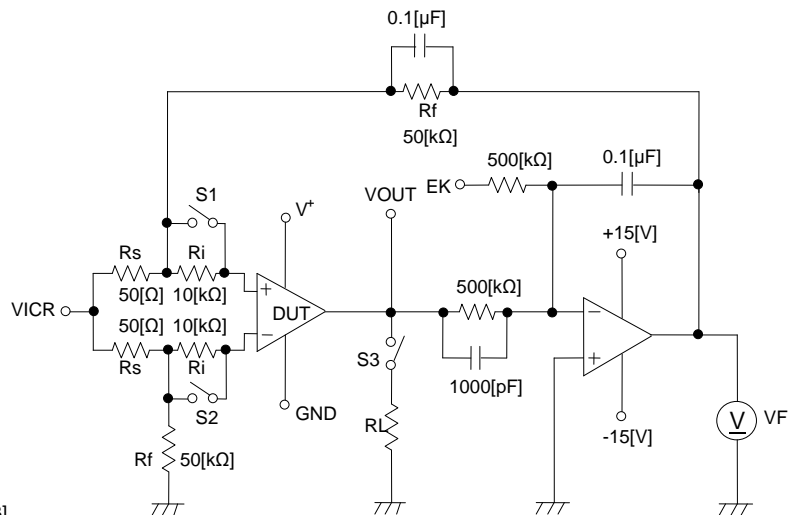 0.1[µF]
Rf
50[kΩ]
500[kΩ]
0.1[µF]
EK
S1
VOUT
V+
+15[V]
Rs
Ri
50[Ω]
10[kΩ]
VICR
+
DUT
500[kΩ]
50[Ω]
10[kΩ]
−
−
Rs
Ri
S3
+
1000[pF]
S2
GND
RL
V
VF
-15[V]
Rf
50[kΩ]